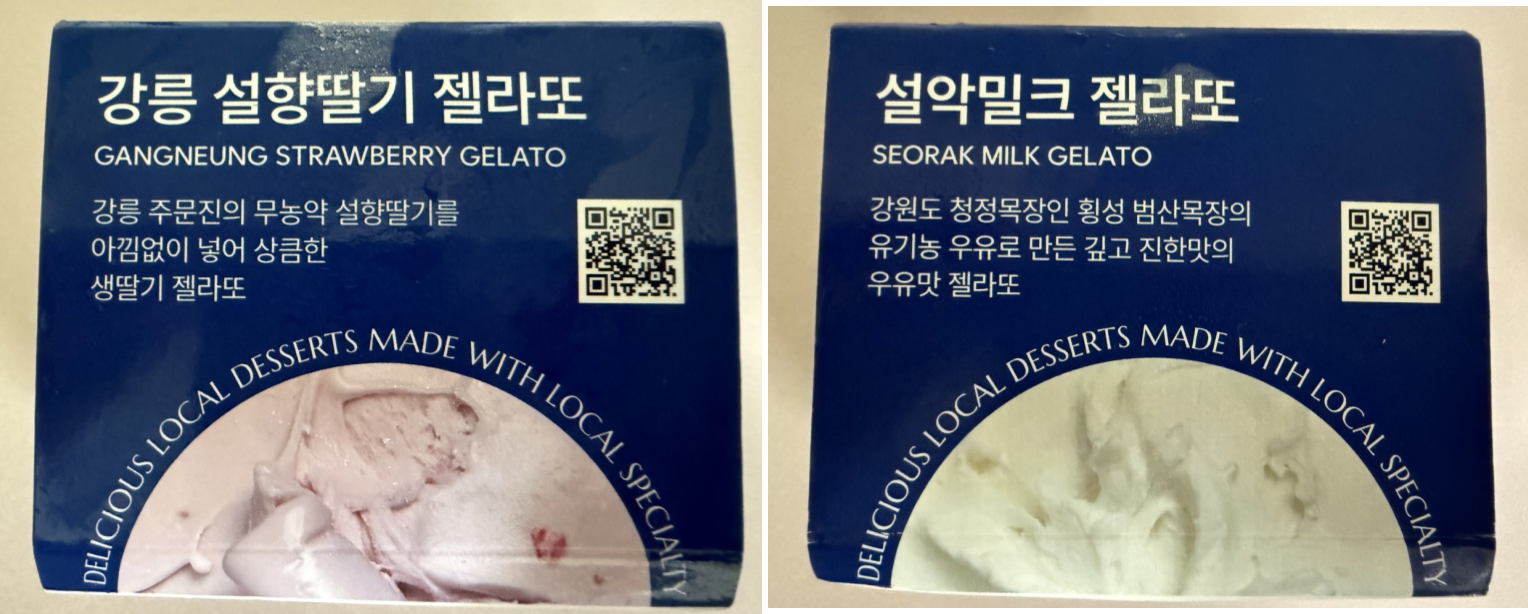 강릉 설향딸기 젤라또
GANGNEUNG STRAWBERRY GELATO
강릉 주문진의 무농약 설향딸기를
아낌없이 넣어 상큼한
생딸기 젤라또
DELICIOUS LOCAL DESSERTS MADE WITH LOCAL SPECIALTY
설악밀크 젤라또
SEORAK MILK GELATO
강원도 청정목장인 횡성 범산목장의
유기농 우유로 만든 깊고 진한맛의
우유맛 젤라또
DELICIOUS LOCAL DESSERTS MADE WITH LOCAL SPECIALTY